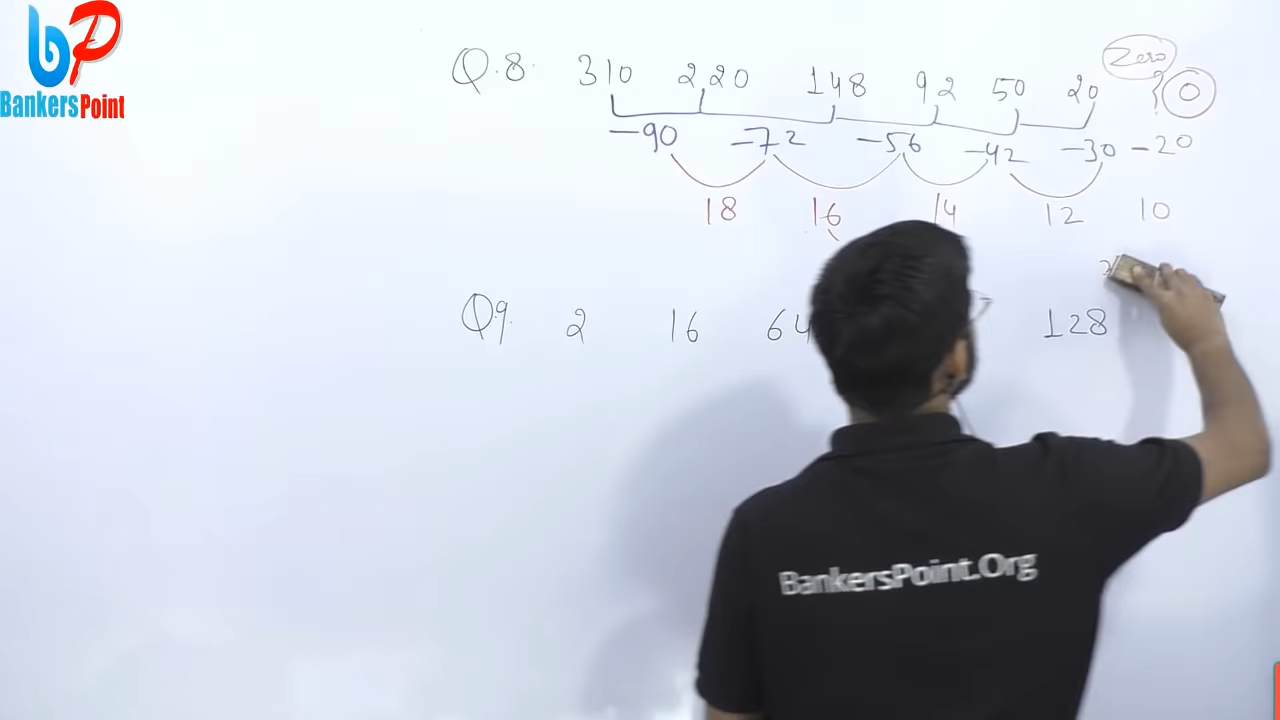 bp
BankersPoint
Zero
Q.8. 310 220 148 92 50 20 ? 0
-90 -72 -56 -42 -30 -20
18 16 14 12 10
Q9. 2 16 64 128
BankersPoint.Org